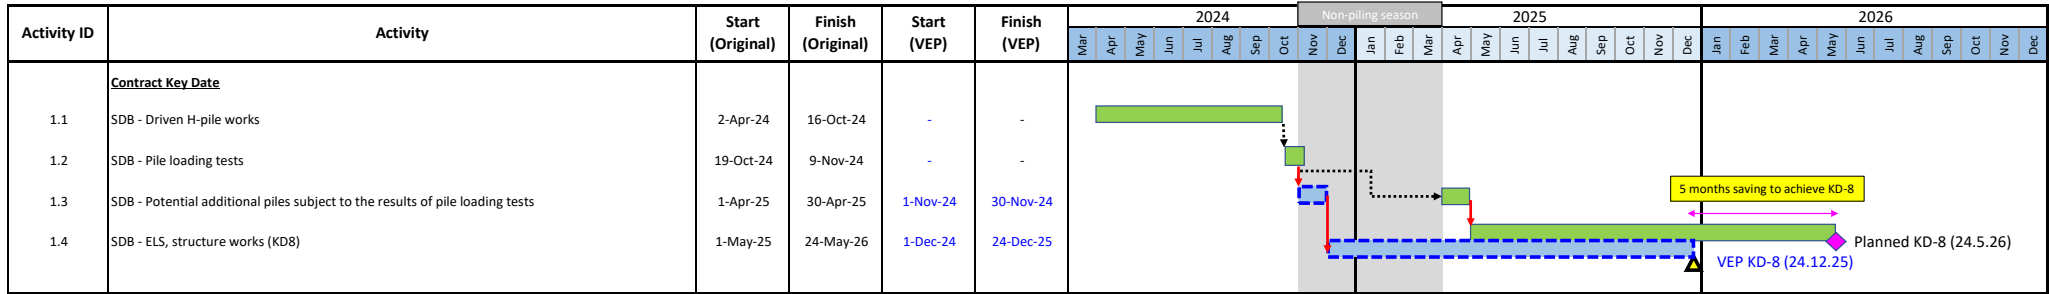 Activity ID Activity Start (Original) Finish (Original) Start (VEP) Finish (VEP)
2024 Non-piling season 2025 2026
Mar Apr May Jun Jul Aug Sep Oct Nov Dec Jan Feb Mar Apr May Jun Jul Aug Sep Oct Nov Dec Jan Feb Mar Apr May Jun Jul Aug Sep Oct Nov Dec
Contract Key Date
1.1 SDB - Driven H-pile works 2-Apr-24 16-Oct-24 - -
1.2 SDB - Pile loading tests 19-Oct-24 9-Nov-24 - -
5 months saving to achieve KD-8
1.3 SDB - Potential additional piles subject to the results of pile loading tests 1-Apr-25 30-Apr-25 1-Nov-24 30-Nov-24
1.4 SDB - ELS, structure works (KD8) 1-May-25 24-May-26 1-Dec-24 24-Dec-25 Planned KD-8 (24.5.26)
VEP KD-8 (24.12.25)